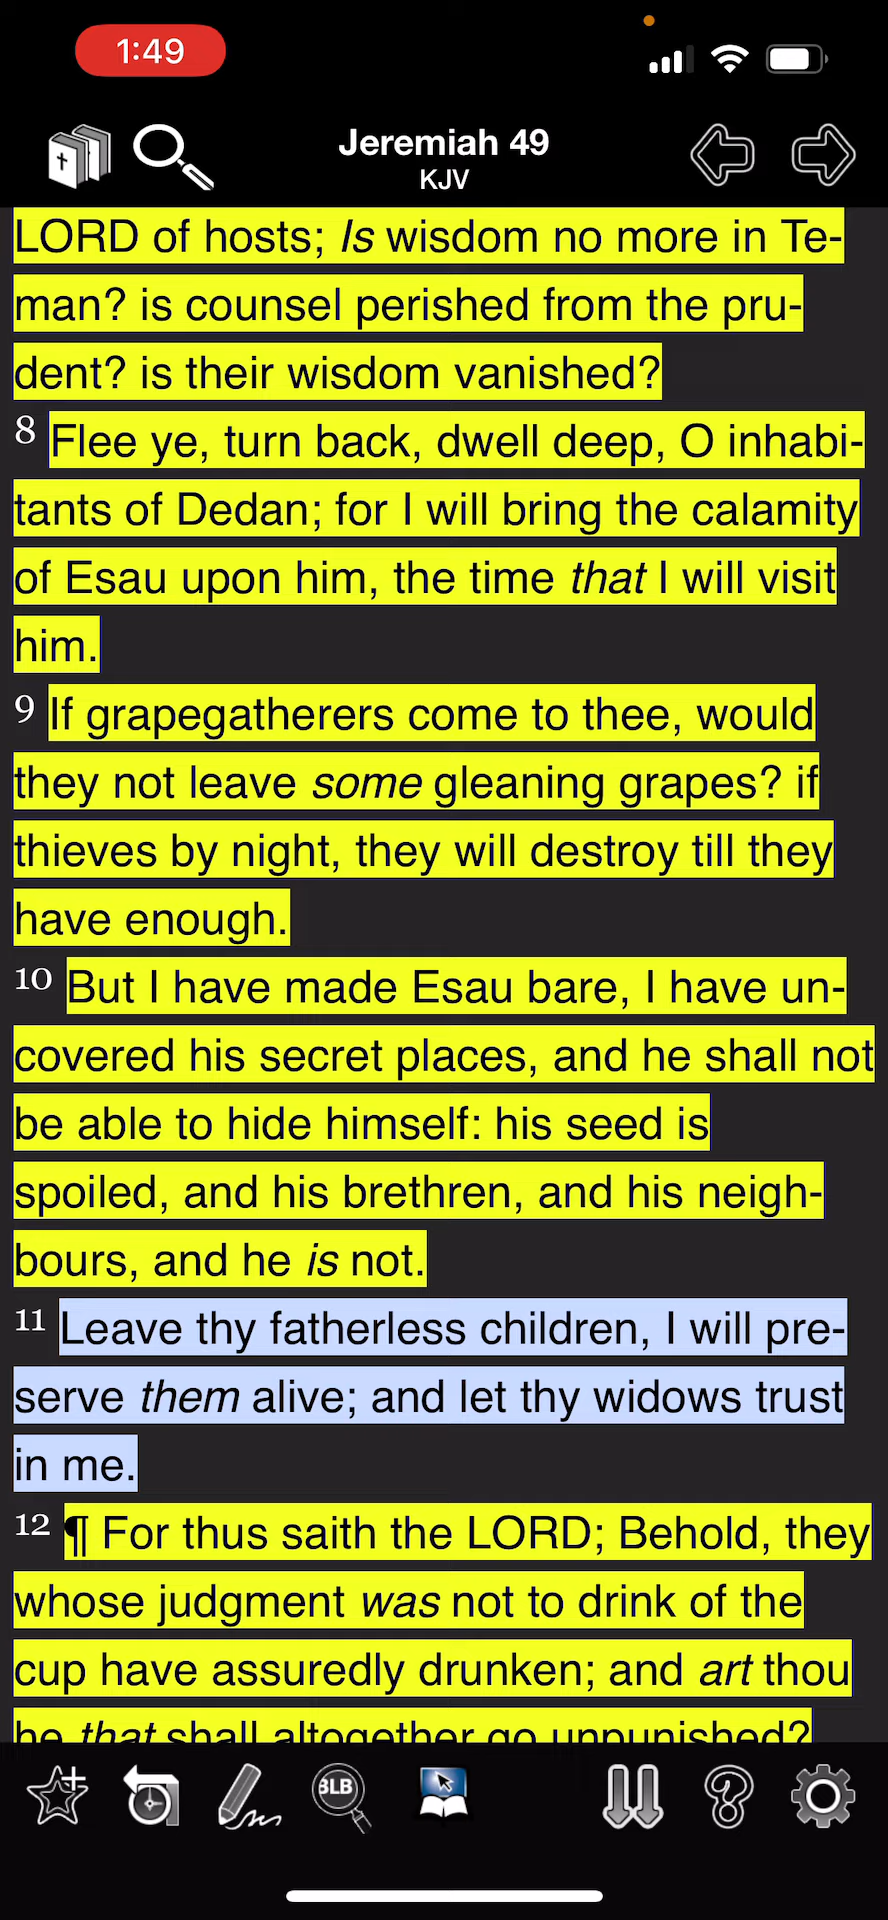 1:49
Jeremiah 49
KJV
LORD of hosts; Is wisdom no more in Te-
man? is counsel perished from the pru-
dent? is their wisdom vanished?
8 Flee ye, turn back, dwell deep, O inhabi-
tants of Dedan; for I will bring the calamity
of Esau upon him, the time that I will visit
him.
9 If grapegatherers come to thee, would
they not leave some gleaning grapes? if
thieves by night, they will destroy till they
have enough.
10 But I have made Esau bare, I have un-
covered his secret places, and he shall not
be able to hide himself: his seed is
spoiled, and his brethren, and his neigh-
bours, and he is not.
11 Leave thy fatherless children, I will pre-
serve them alive; and let thy widows trust
in me.
12 ¶ For thus saith the LORD; Behold, they
whose judgment was not to drink of the
cup have assuredly drunken; and art thou
he that shall altogether go unpunished?
BLB